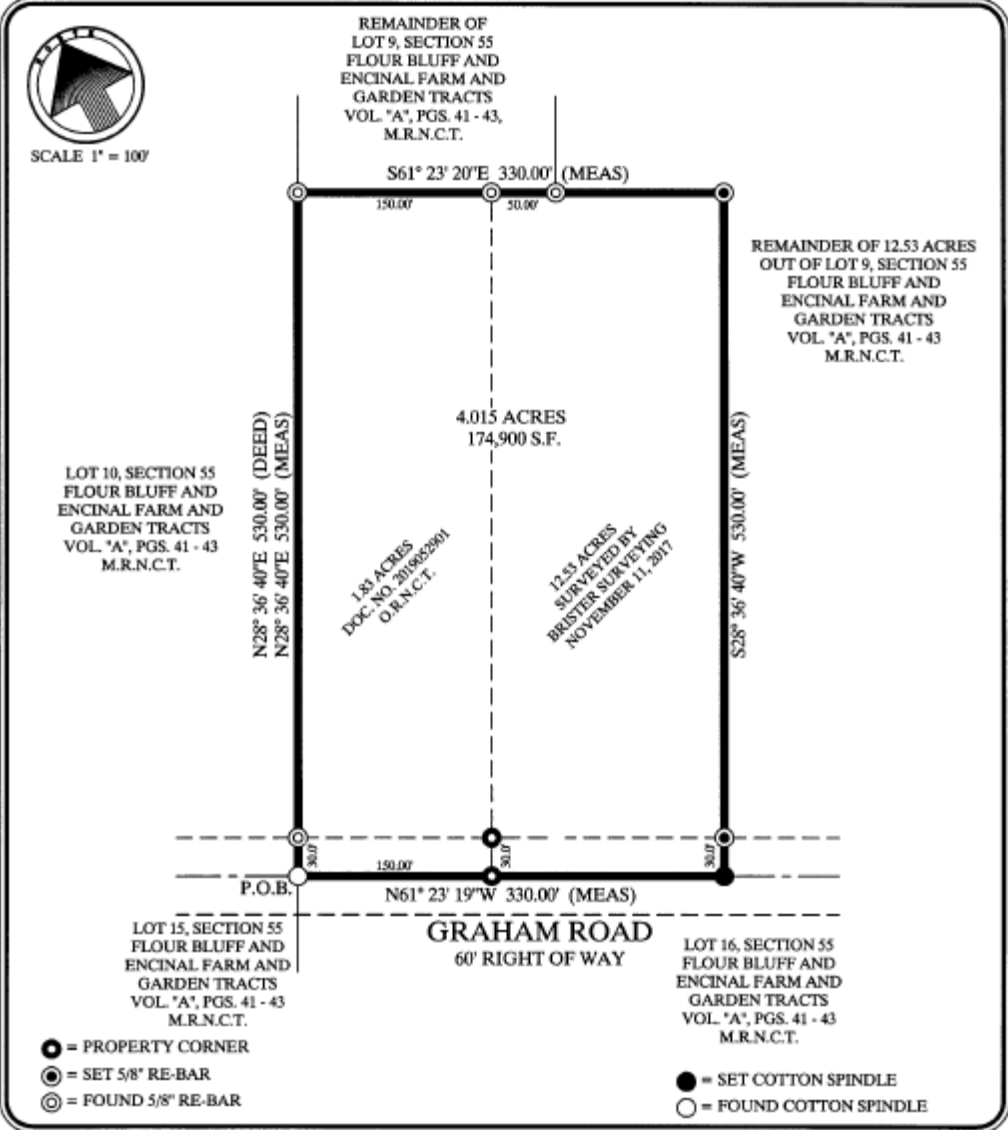 NORTH
SCALE 1" = 100'
REMAINDER OF
LOT 9, SECTION 55
FLOUR BLUFF AND
ENCINAL FARM AND
GARDEN TRACTS
VOL. "A", PGS. 41 - 43,
M.R.N.C.T.
S61° 23' 20"E 330.00' (MEAS)
150.00'
50.00'
REMAINDER OF 12.53 ACRES
OUT OF LOT 9, SECTION 55
FLOUR BLUFF AND
ENCINAL FARM AND
GARDEN TRACTS
VOL. "A", PGS. 41 - 43
M.R.N.C.T.
4.015 ACRES
174,900 S.F.
LOT 10, SECTION 55
FLOUR BLUFF AND
ENCINAL FARM AND
GARDEN TRACTS
VOL. "A", PGS. 41 - 43
M.R.N.C.T.
N28° 36' 40"E 530.00' (DEED)
N28° 36' 40"E 530.00' (MEAS)
1.83 ACRES
DOC. NO. 2019052901
O.R.N.C.T.
12.53 ACRES
SURVEYED BY
BRISTER SURVEYING
NOVEMBER 11, 2017
S28° 36' 40"W 530.00' (MEAS)
30.0'
30.0'
30.0'
150.00'
P.O.B.
N61° 23' 19"W 330.00' (MEAS)
GRAHAM ROAD
60' RIGHT OF WAY
LOT 15, SECTION 55
FLOUR BLUFF AND
ENCINAL FARM AND
GARDEN TRACTS
VOL. "A", PGS. 41 - 43
M.R.N.C.T.
LOT 16, SECTION 55
FLOUR BLUFF AND
ENCINAL FARM AND
GARDEN TRACTS
VOL. "A", PGS. 41 - 43
M.R.N.C.T.
= PROPERTY CORNER
= SET 5/8" RE-BAR
= FOUND 5/8" RE-BAR
= SET COTTON SPINDLE
= FOUND COTTON SPINDLE